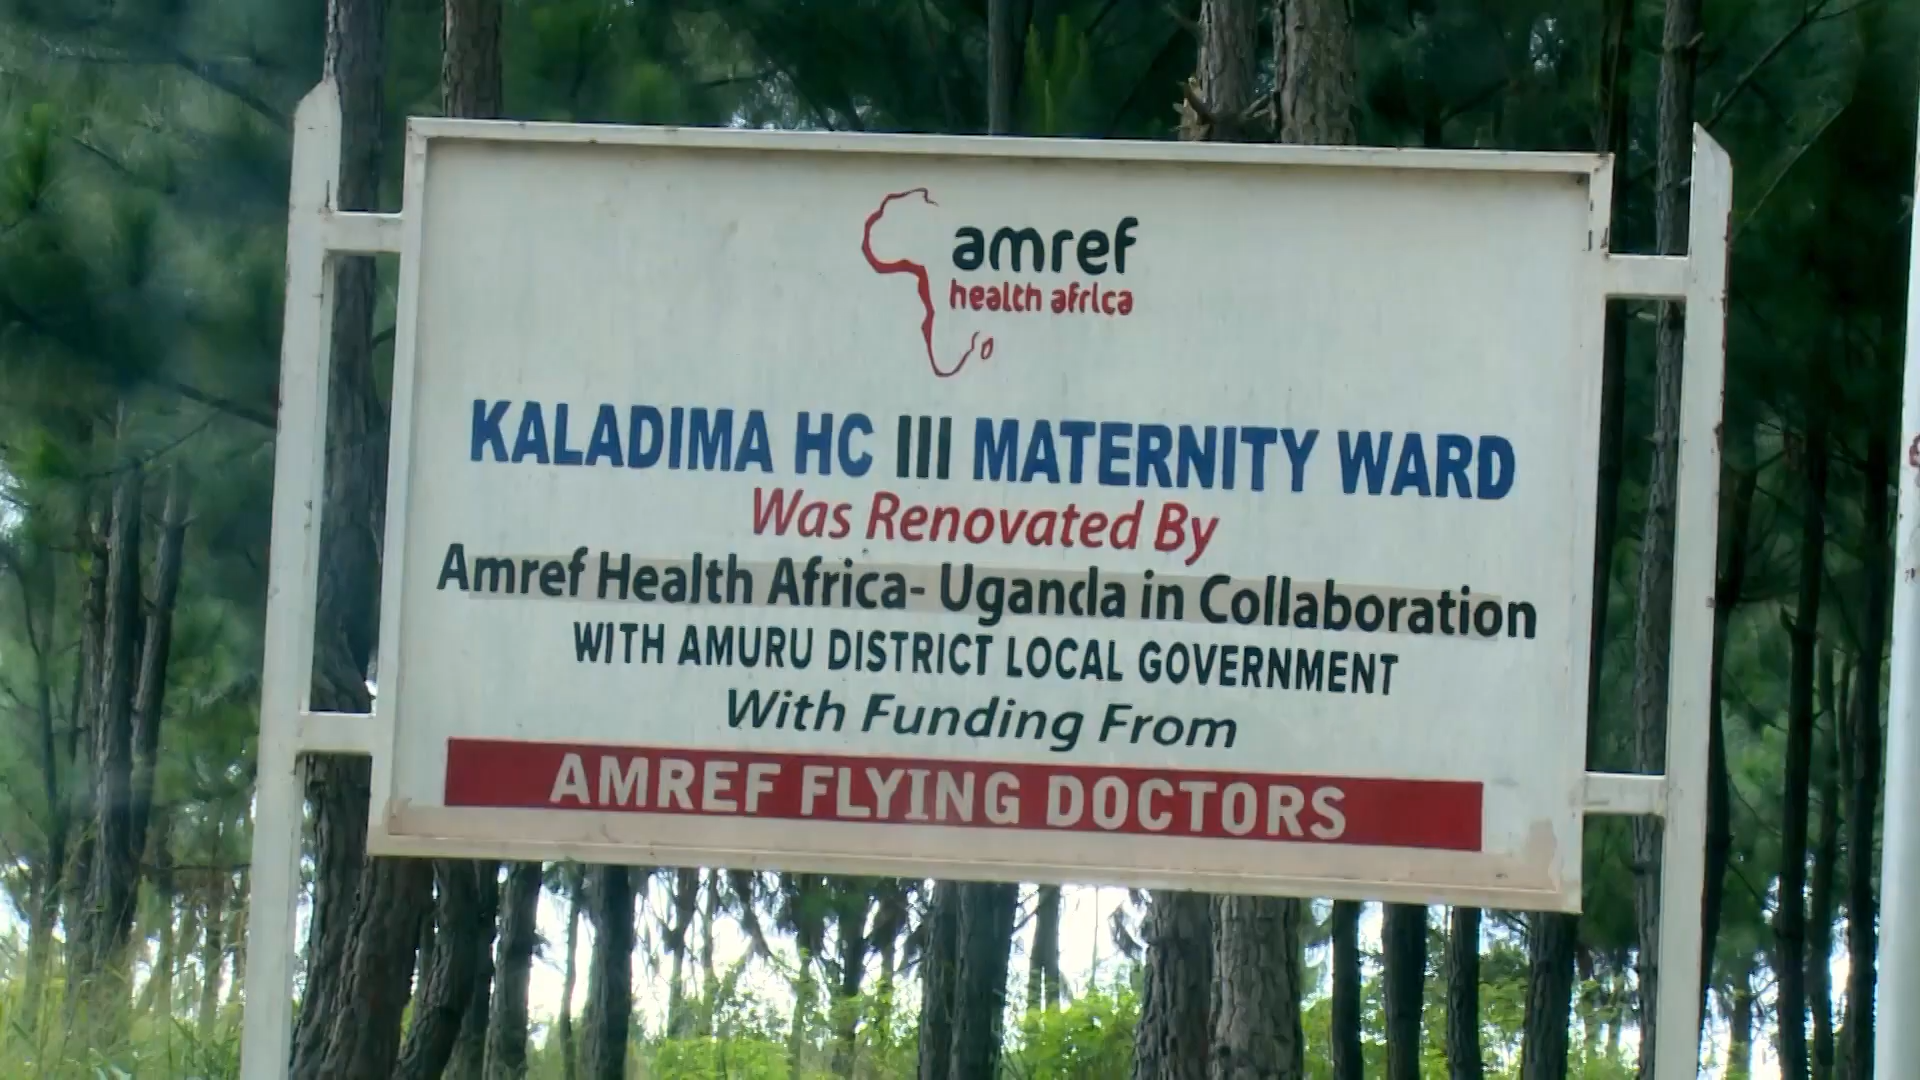 amref
health africa
KALADIMA HC III MATERNITY WARD
Was Renovated By
Amref Health Africa- Uganda in Collaboration
WITH AMURU DISTRICT LOCAL GOVERNMENT
With Funding From
AMREF FLYING DOCTORS